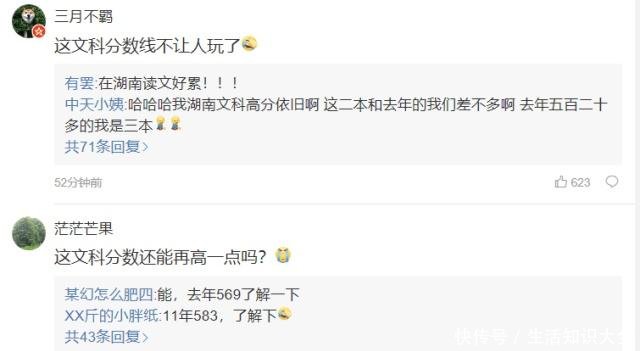 三月不羁
这文科分数线不让人玩了
有罢:在湖南读文好累！！！
中天小姨:哈哈哈我湖南文科高分依旧啊 这二本和去年的我们差不多啊 去年五百二十
多的我是三本
共71条回复>
52分钟前
623
茫茫芒果
这文科分数还能再高一点吗？
某幻怎么肥四:能，去年569了解一下
XX斤的小胖纸:11年583，了解下
共43条回复>
快传号 / 生活知识大